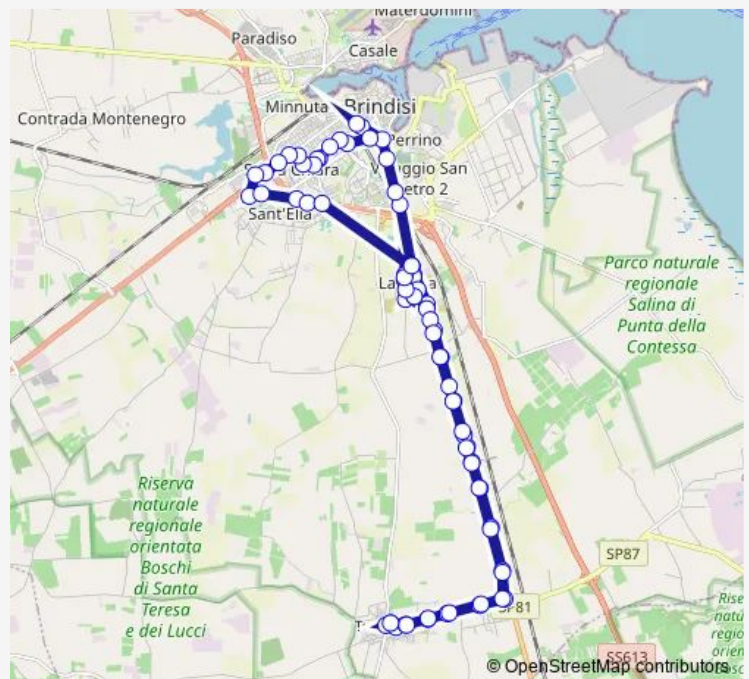 Materdomini
Paradiso
Casale
Minnuta
Brindisi
Contrada Montenegro
Perrino
San
Pietro 2
Sant'Elia
Parco naturale
regionale
Salina di
Punta della
Contessa
Riserva
naturale
regionale
orientata
Boschi
di Santa
Teresa
e dei Lucci
SP87
SP81
SS613
© OpenStreetMap contributors